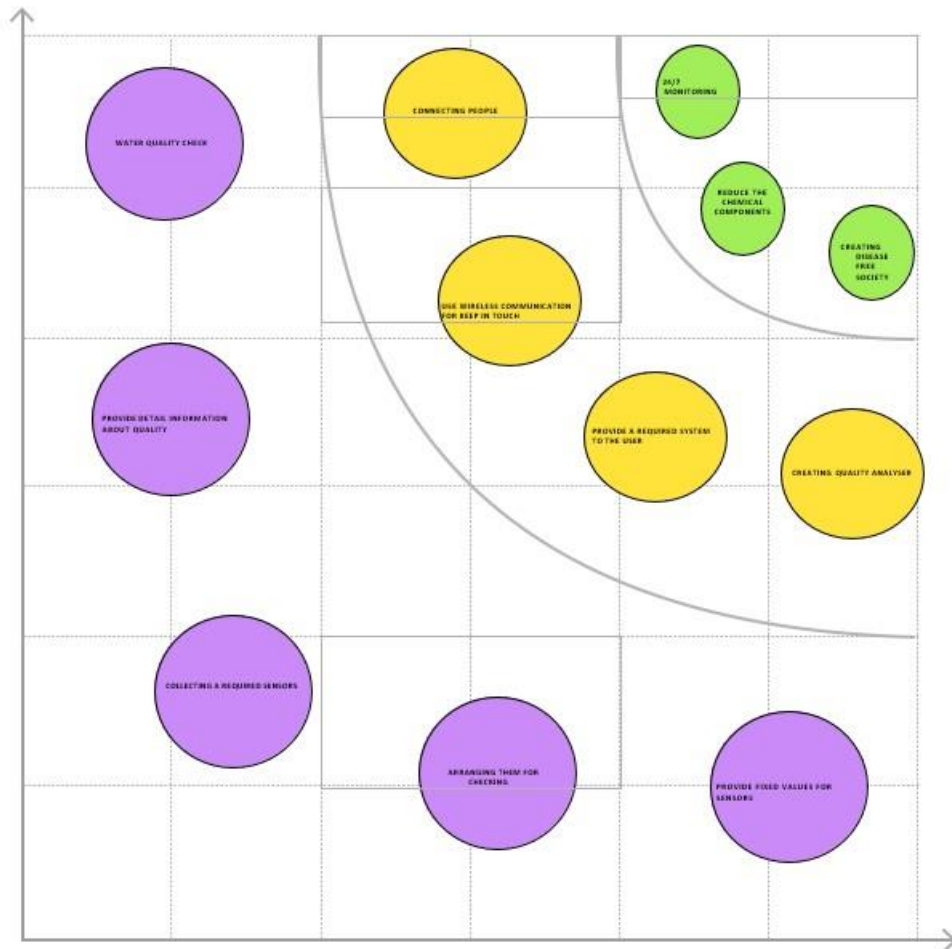 24/7
MONITORING
CONNECTING PEOPLE
WATER QUALITY CHECK
REDUCE THE
CHEMICAL
COMPONENTS
CREATING
DISEASE
FREE
SOCIETY
USE WIRELESS COMMUNICATION
FOR BEEP IN TOUCH
PROVIDE DETAIL INFORMATION
ABOUT QUALITY
PROVIDE A REQUIRED SYSTEM
TO THE USER
CREATING QUALITY ANALYSER
COLLECTING A REQUIRED SENSORS
ARRANGING THEM FOR
CHECKING
PROVIDE FIXED VALUES FOR
SENSORS